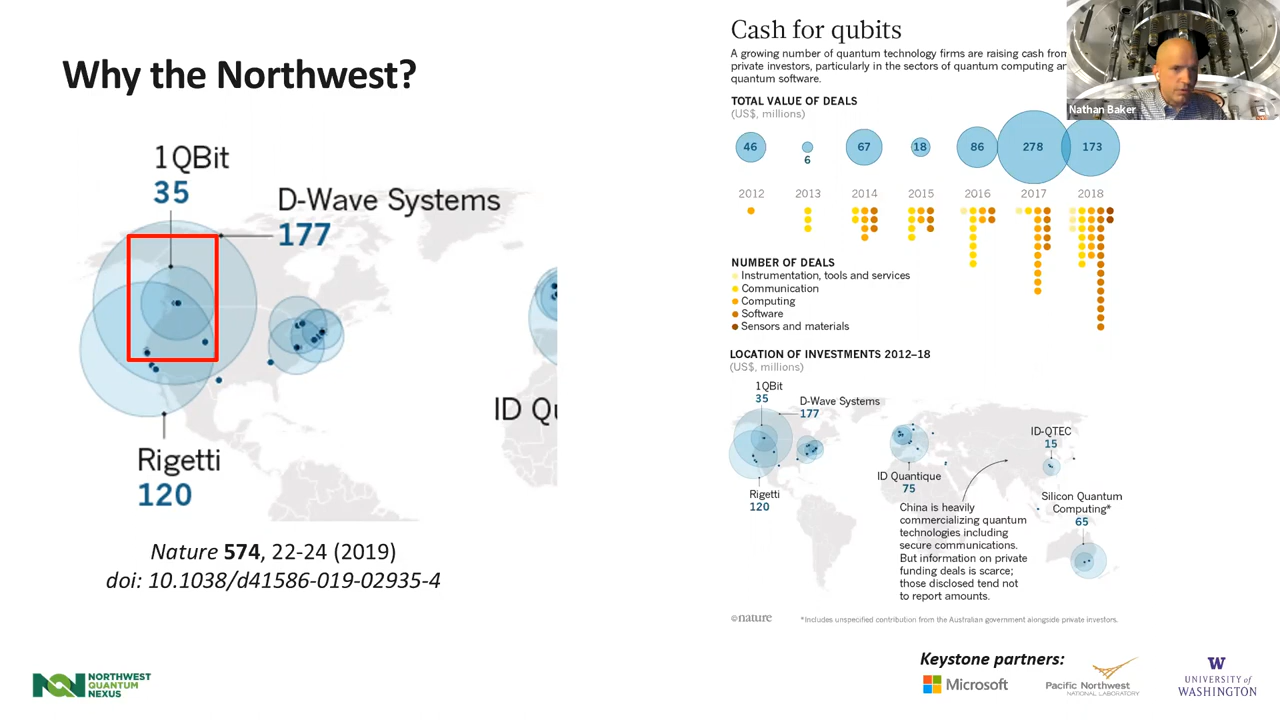 Why the Northwest?
1QBit
35
D-Wave Systems
177
Rigetti
120
ID Qu
Nature 574, 22-24 (2019)
doi: 10.1038/d41586-019-02935-4
NORTHWEST
QUANTUM
NEXUS
Cash for qubits
A growing number of quantum technology firms are raising cash from
private investors, particularly in the sectors of quantum computing
quantum software.
Nathan Baker
TOTAL VALUE OF DEALS
(US$, millions)
46
6
67
18
86
278
173
2012
2013
2014
2015
2016
2017
2018
NUMBER OF DEALS
Instrumentation, tools and services
Communication
Computing
Software
Sensors and materials
LOCATION OF INVESTMENTS 2012–18
(US$, millions)
1QBit
35
D-Wave Systems
177
Rigetti
120
ID Quantique
75
ID-QTEC
15
Silicon Quantum
Computing*
65
China is heavily
commercializing quantum
technologies including
secure communications.
But information on private
funding deals is scarce;
those disclosed tend not
to report amounts.
©nature
*Includes unspecified contribution from the Australian government alongside private investors.
Keystone partners:
Microsoft
Pacific Northwest
NATIONAL LABORATORY
W
UNIVERSITY of
WASHINGTON